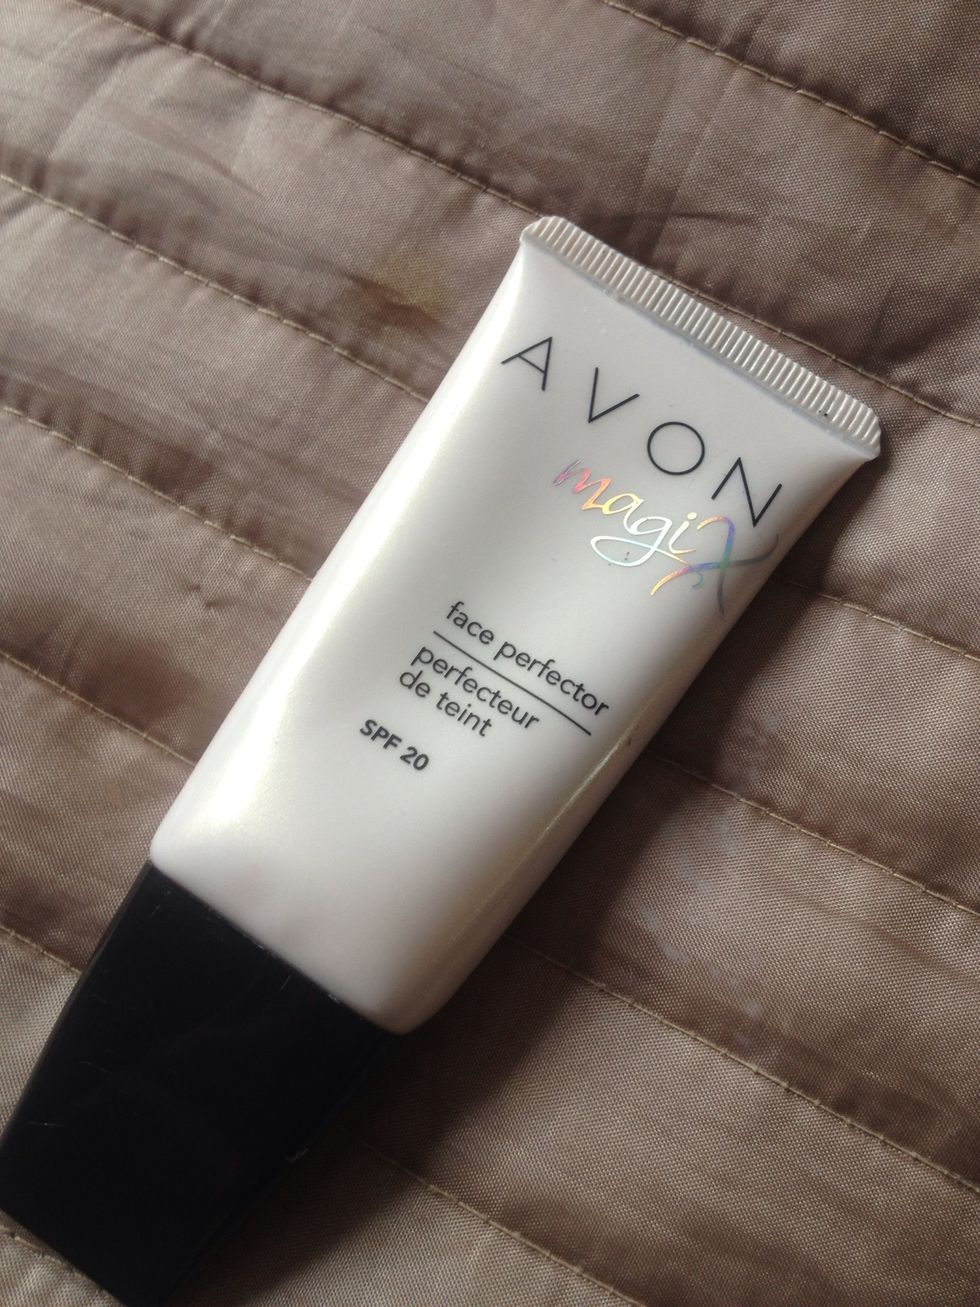 AVON
magiX
face perfector
perfecteur
de teint
SPF 20